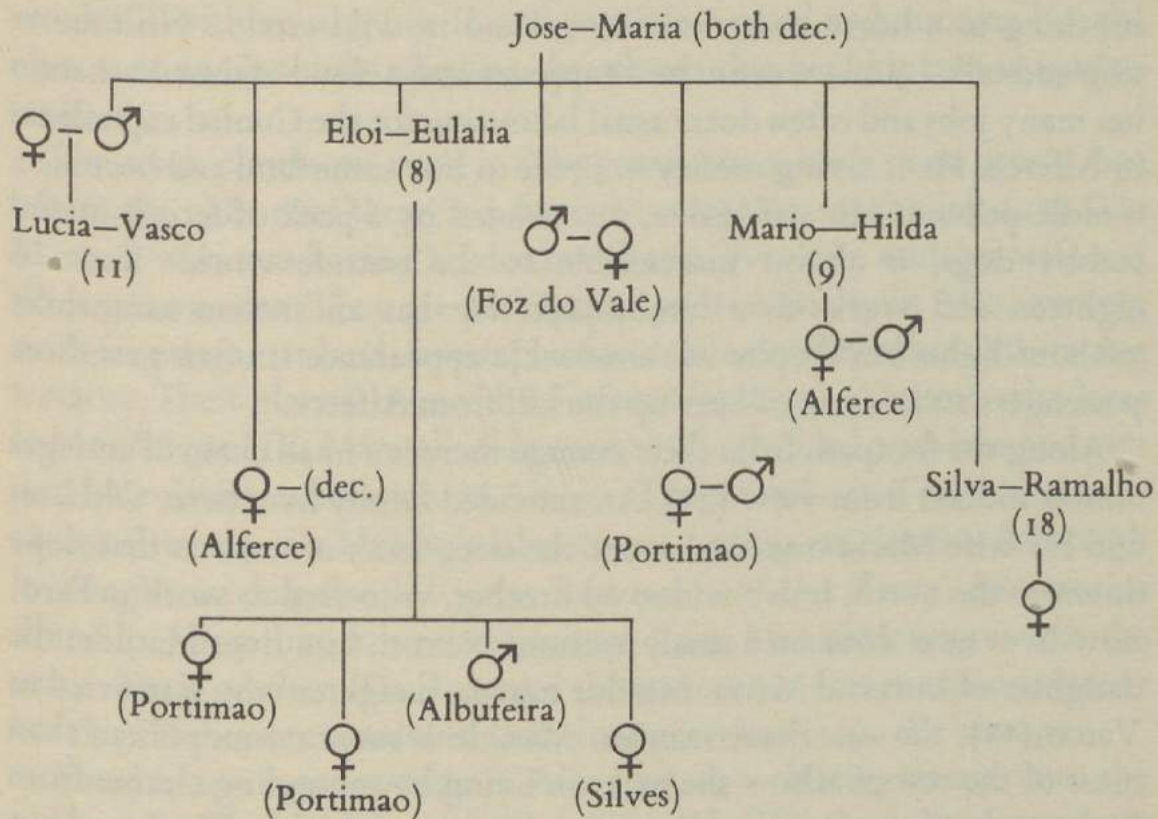 Jose–Maria (both dec.)
Eloi–Eulalia
(8)
Lucia–Vasco
(11)
(Foz do Vale)
Mario–Hilda
(9)
(Alferce)
–(dec.)
(Alferce)
(Portimao)
Silva–Ramalho
(18)
(Portimao)
(Albufeira)
(Portimao)
(Silves)